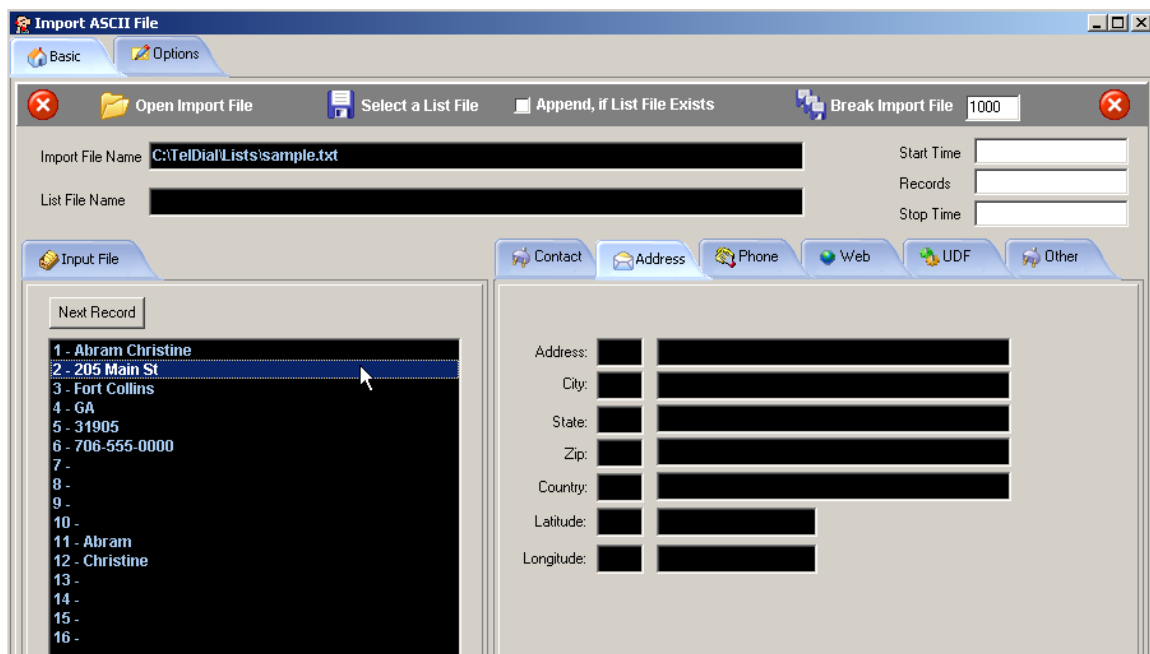 Import ASCII File
Basic Options
Open Import File Select a List File Append, if List File Exists Break Import File 1000
Import File Name C:\TelDial\Lists\sample.txt Start Time
Records
List File Name
Stop Time
Input File Contact Address Phone Web UDF Other
Next Record
1 - Abram Christine
2 - 205 Main St
3 - Fort Collins
4 - GA
5 - 31905
6 - 706-555-0000
7 -
8 -
9 -
10 -
11 - Abram
12 - Christine
13 -
14 -
15 -
16 -
Address:
City:
State:
Zip:
Country:
Latitude:
Longitude: